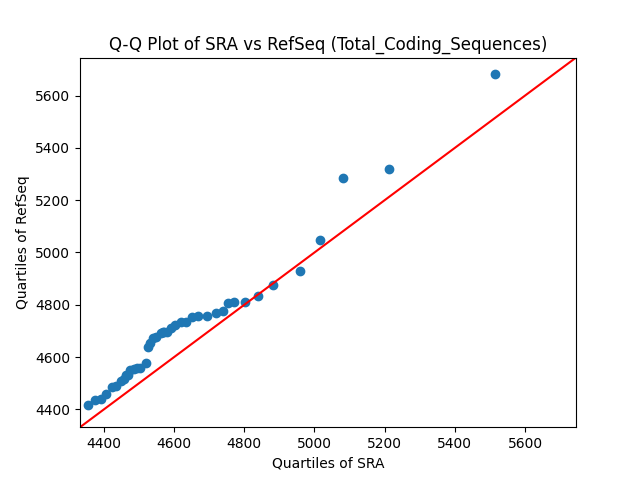 Q-Q Plot of SRA vs RefSeq (Total_Coding_Sequences)
Quartiles of RefSeq
5600
5400
5200
5000
4800
4600
4400
4400 4600 4800 5000 5200 5400 5600
Quartiles of SRA